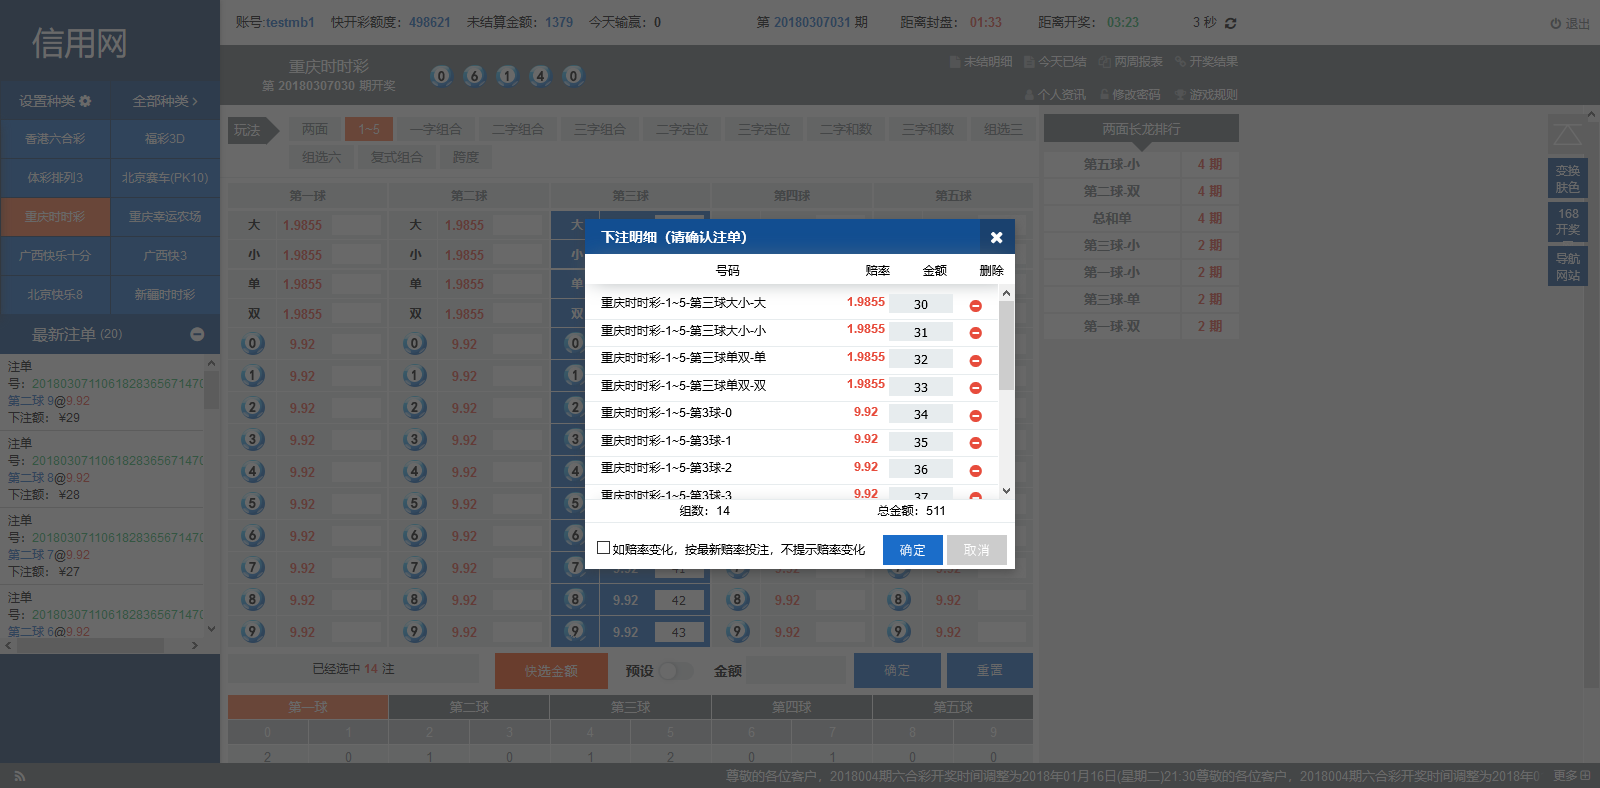 信用网
账号:testmb1 快开彩额度：498621 未结算金额：1379 今天输赢：0 第 20180307031 期 距离封盘：01:33 距离开奖：03:23 3 秒 退出
重庆时时彩
第 20180307030 期开奖
0 6 1 4 0
未结明细 今天已结 两周报表 开奖结果
个人资讯 修改密码 游戏规则
设置种类 全部种类
香港六合彩 福彩3D
体彩排列3 北京赛车(PK10)
重庆时时彩 重庆幸运农场
广西快乐十分 广西快3
北京快乐8 新疆时时彩
最新注单 (20)
注单
号：20180307110618283656714​70
第二球 9@9.92
下注额：¥29
注单
号：2018030711061828365671470
第二球 8@9.92
下注额：¥28
注单
号：2018030711061828365671470
第二球 7@9.92
下注额：¥27
注单
号：2018030711061828365671470
第二球 6@9.92
玩法 两面 1~5 一字组合 二字组合 三字组合 二字定位 三字定位 二字和数 三字和数 组选三
组选六 复式组合 跨度
第一球 第二球 第三球 第四球 第五球
大 1.9855 大 1.9855 大
小 1.9855 小 1.9855 小
单 1.9855 单 1.9855 单
双 1.9855 双 1.9855 双
0 9.92 0 9.92 0
1 9.92 1 9.92 1
2 9.92 2 9.92 2
3 9.92 3 9.92 3
4 9.92 4 9.92 4
5 9.92 5 9.92 5
6 9.92 6 9.92 6
7 9.92 7 9.92 7 9.92 41 7 9.92 7 9.92
8 9.92 8 9.92 8 9.92 42 8 9.92 8 9.92
9 9.92 9 9.92 9 9.92 43 9 9.92 9 9.92
下注明细（请确认注单）
号码 赔率 金额 删除
重庆时时彩-1~5-第三球大小-大 1.9855 30
重庆时时彩-1~5-第三球大小-小 1.9855 31
重庆时时彩-1~5-第三球单双-单 1.9855 32
重庆时时彩-1~5-第三球单双-双 1.9855 33
重庆时时彩-1~5-第3球-0 9.92 34
重庆时时彩-1~5-第3球-1 9.92 35
重庆时时彩-1~5-第3球-2 9.92 36
重庆时时彩-1~5-第3球-3 9.92 37
组数：14 总金额：511
如赔率变化，按最新赔率投注，不提示赔率变化 确定 取消
已经选中 14 注 快选金额 预设 金额 确定 重置
第一球 第二球 第三球 第四球 第五球
0 1 2 3 4 5 6 7 8 9
2 0 1 0 1 2 0 1 0 0
两面长龙排行
第五球-小 4 期
第二球-双 4 期
总和单 4 期
第三球-小 2 期
第一球-小 2 期
第三球-单 2 期
第一球-双 2 期
变换
肤色
168
开奖
导航
网站
尊敬的各位客户，2018004期六合彩开奖时间调整为2018年01月16日(星期二)21:30尊敬的各位客户，2018004期六合彩开奖时间调整为2018年0 更多